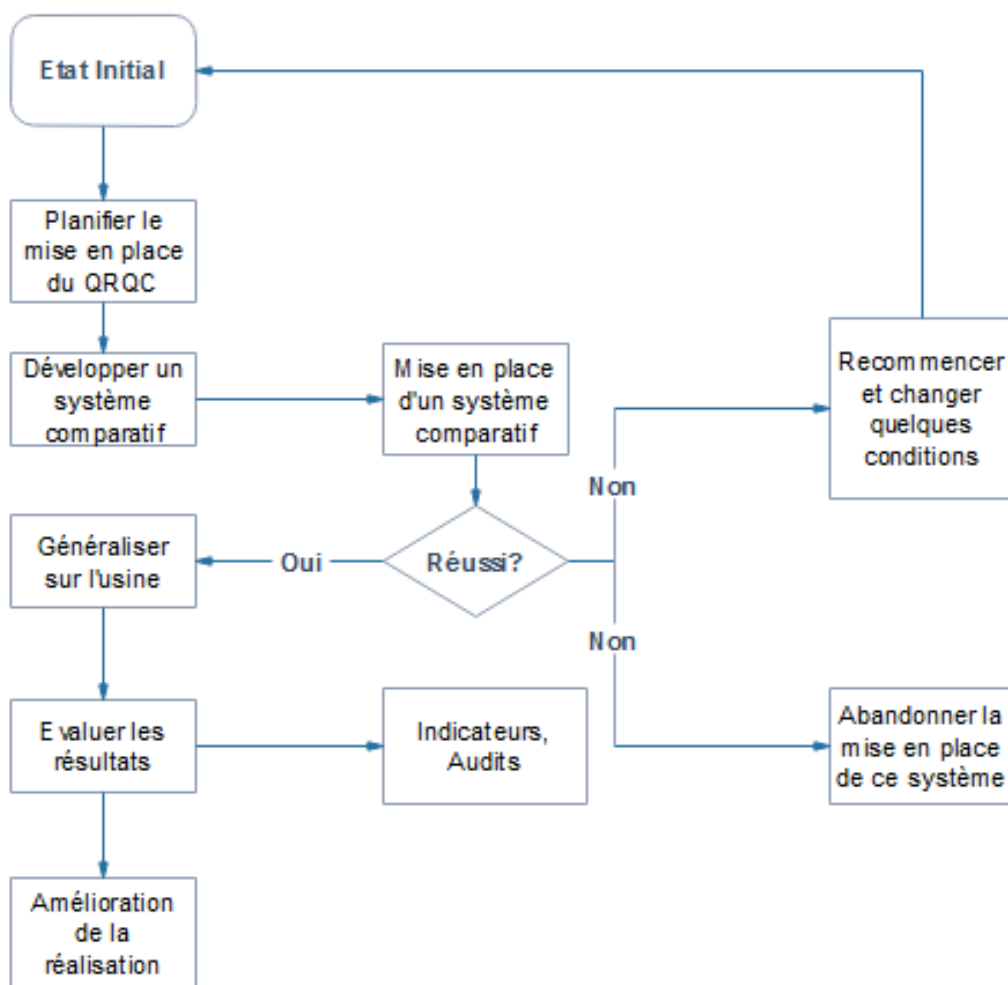 Etat Initial
Planifier le
mise en place
du QRQC
Développer un
système
comparatif
Mise en place
d'un système
comparatif
Recommencer
et changer
quelques
conditions
Non
Généraliser
sur l'usine
Oui
Réussi?
Non
Evaluer les
résultats
Indicateurs,
Audits
Abandonner la
mise en place
de ce système
Amélioration
de la
réalisation